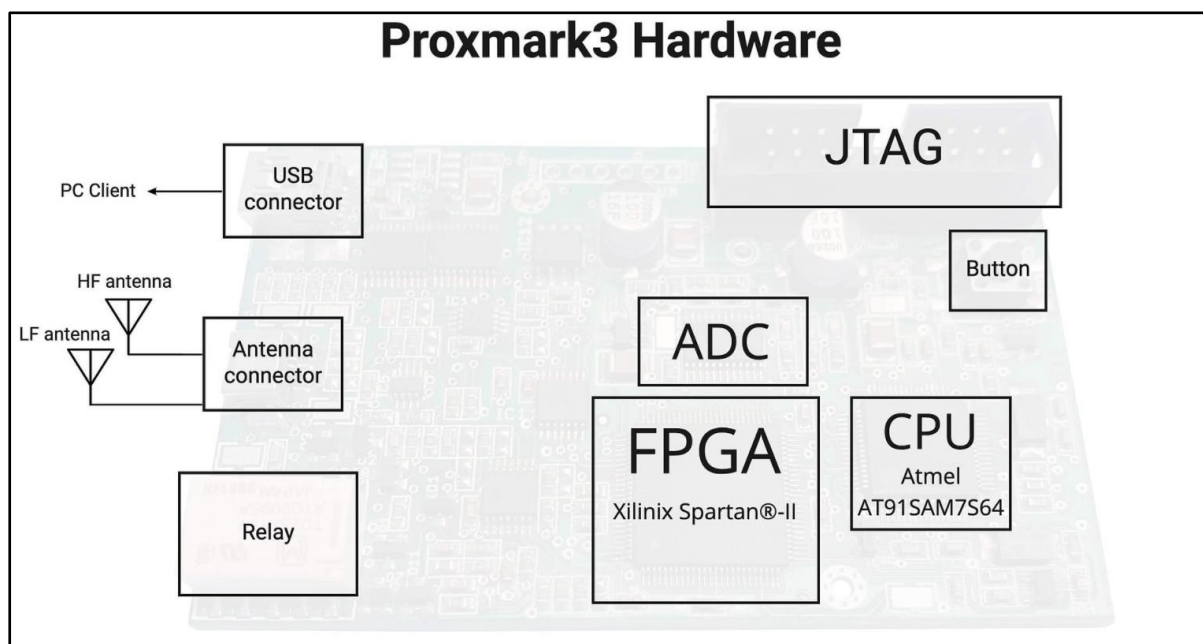 Proxmark3 Hardware
JTAG
USB
connector
PC Client
Button
HF antenna
LF antenna
Antenna
connector
ADC
FPGA
Xilinix Spartan®-II
CPU
Atmel
AT91SAM7S64
Relay